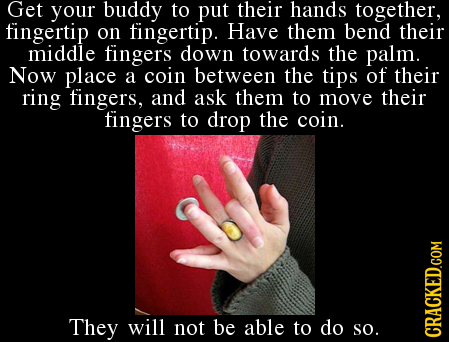 Get your buddy to put their hands together,
fingertip on fingertip. Have them bend their
middle fingers down towards the palm.
Now place a coin between the tips of their
ring fingers, and ask them to move their
fingers to drop the coin.
They will not be able to do so.
CRACKED.COM